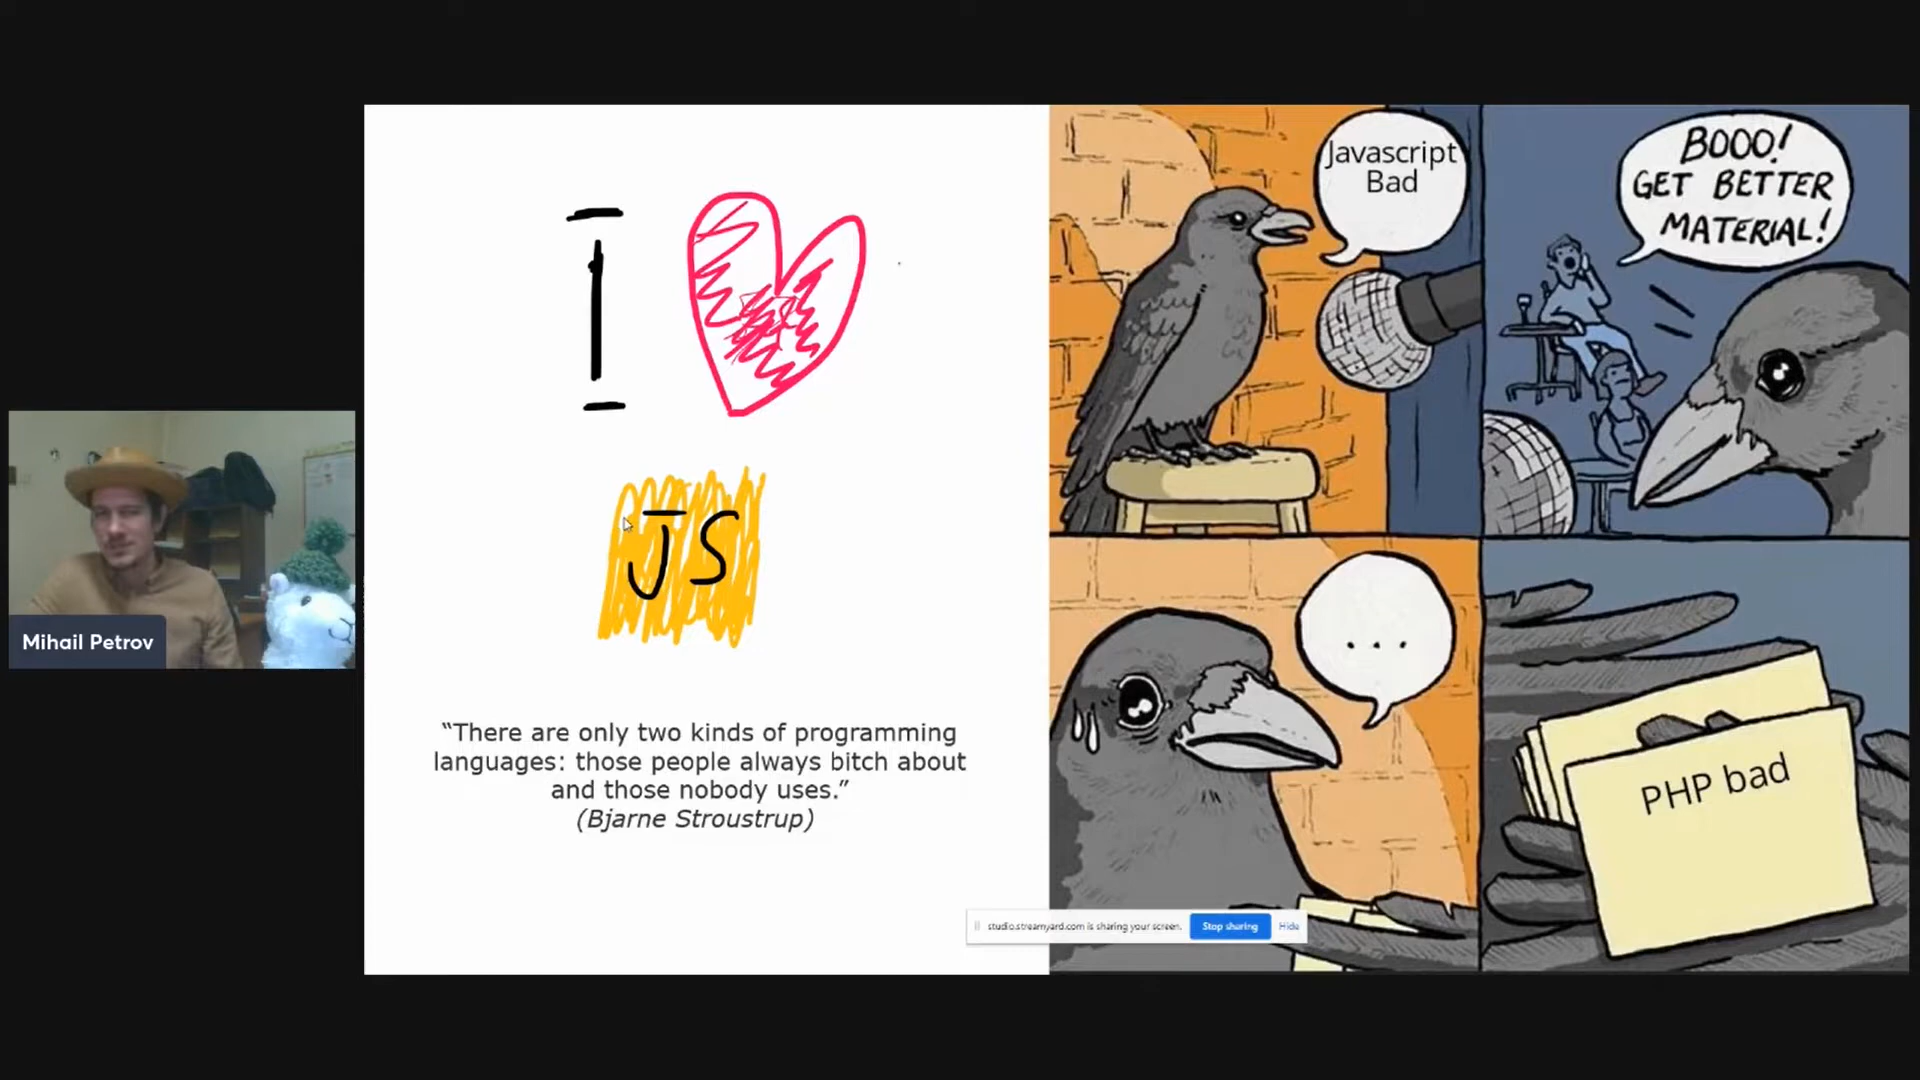 I
JS
“There are only two kinds of programming
languages: those people always bitch about
and those nobody uses.”
(Bjarne Stroustrup)
Javascript
Bad
BOOO!
GET BETTER
MATERIAL!
...
PHP bad
Mihail Petrov
studio.streamyard.com is sharing your screen.
Stop sharing
Hide